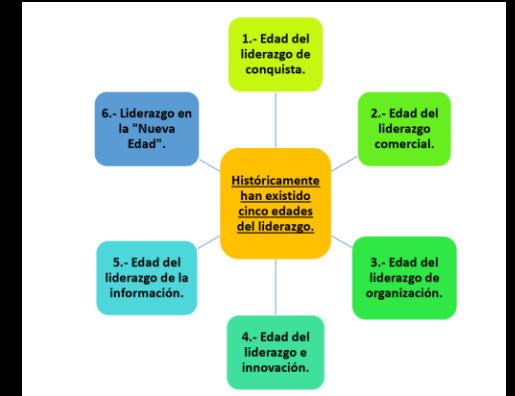 1.- Edad del
liderazgo de
conquista.
2.- Edad del
liderazgo
comercial.
3.- Edad del
liderazgo de
organización.
4.- Edad del
liderazgo e
innovación.
5.- Edad del
liderazgo de la
información.
6.- Liderazgo en
la "Nueva
Edad".
Históricamente
han existido
cinco edades
del liderazgo.